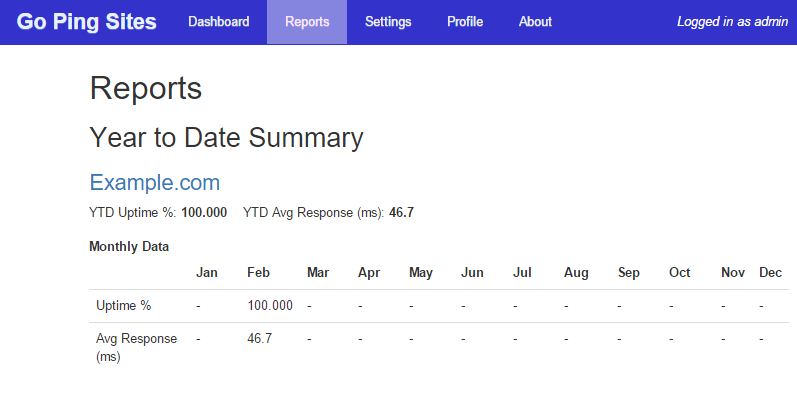 Go Ping Sites Dashboard Reports Settings Profile About Logged in as admin
Reports
Year to Date Summary
Example.com
YTD Uptime %: 100.000 YTD Avg Response (ms): 46.7
Monthly Data
Jan Feb Mar Apr May Jun Jul Aug Sep Oct Nov Dec
Uptime % - 100.000 - - - - - - - - - -
Avg Response - 46.7 - - - - - - - - - -
(ms)